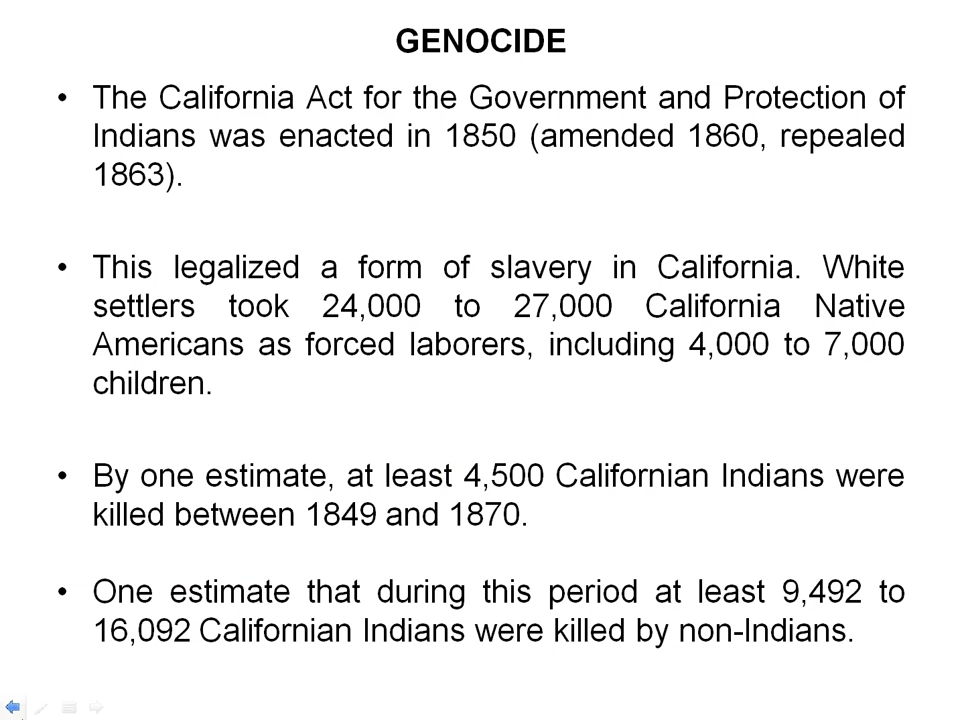 GENOCIDE
• The California Act for the Government and Protection of
Indians was enacted in 1850 (amended 1860, repealed
1863).
• This legalized a form of slavery in California. White
settlers took 24,000 to 27,000 California Native
Americans as forced laborers, including 4,000 to 7,000
children.
• By one estimate, at least 4,500 Californian Indians were
killed between 1849 and 1870.
• One estimate that during this period at least 9,492 to
16,092 Californian Indians were killed by non-Indians.